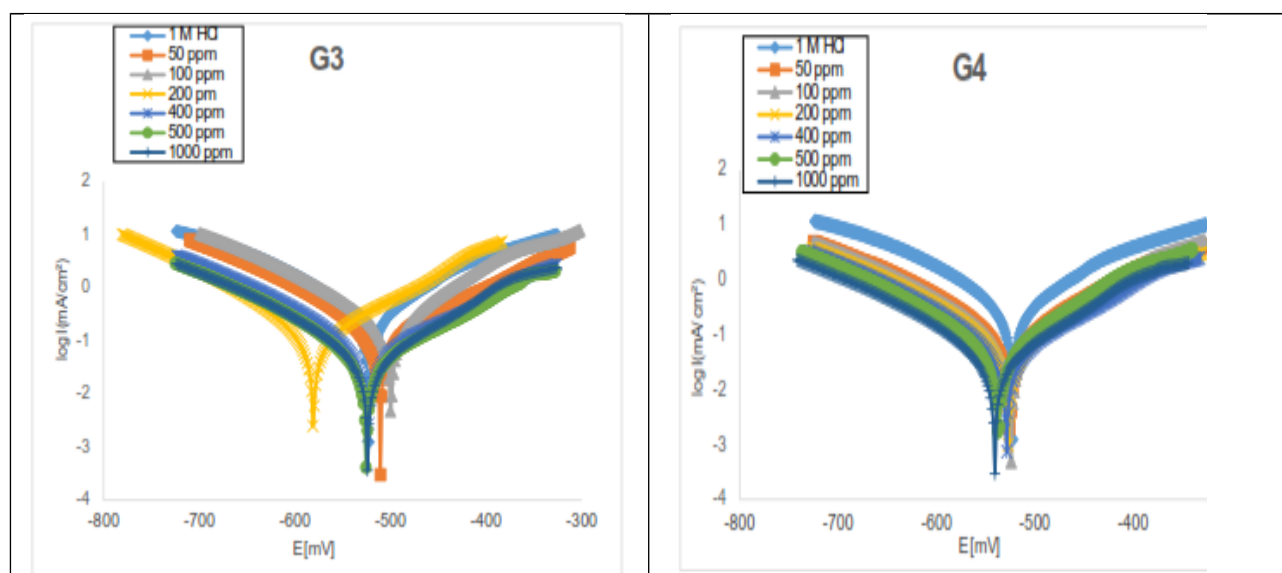 G3
1 M HCl
50 ppm
100 ppm
200 pm
400 ppm
500 ppm
1000 ppm
log I(mA/cm²)
2
1
0
-1
-2
-3
-4
-800
-700
-600
-500
-400
-300
E[mV]
G4
1 M HCl
50 ppm
100 ppm
200 ppm
400 ppm
500 ppm
1000 ppm
log I(mA/ cm²)
2
1
0
-1
-2
-3
-4
-800
-700
-600
-500
-400
E[mV]